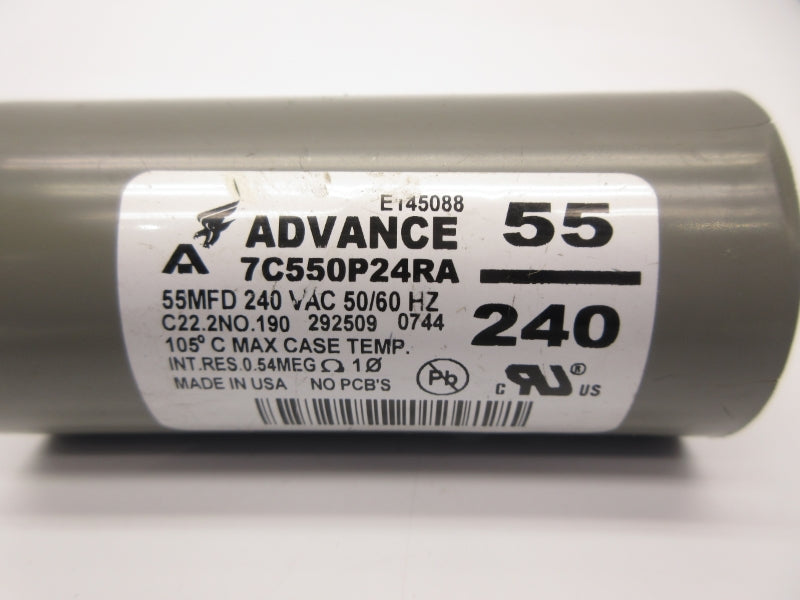 E145088
ADVANCE
7C550P24RA
55MFD 240 VAC 50/60 HZ
C22.2NO.190 292509 0744
105° C MAX CASE TEMP.
INT.RES.0.54MEG Ω 1Ø
MADE IN USA NO PCB'S
Pb
55
240
c RU ® US